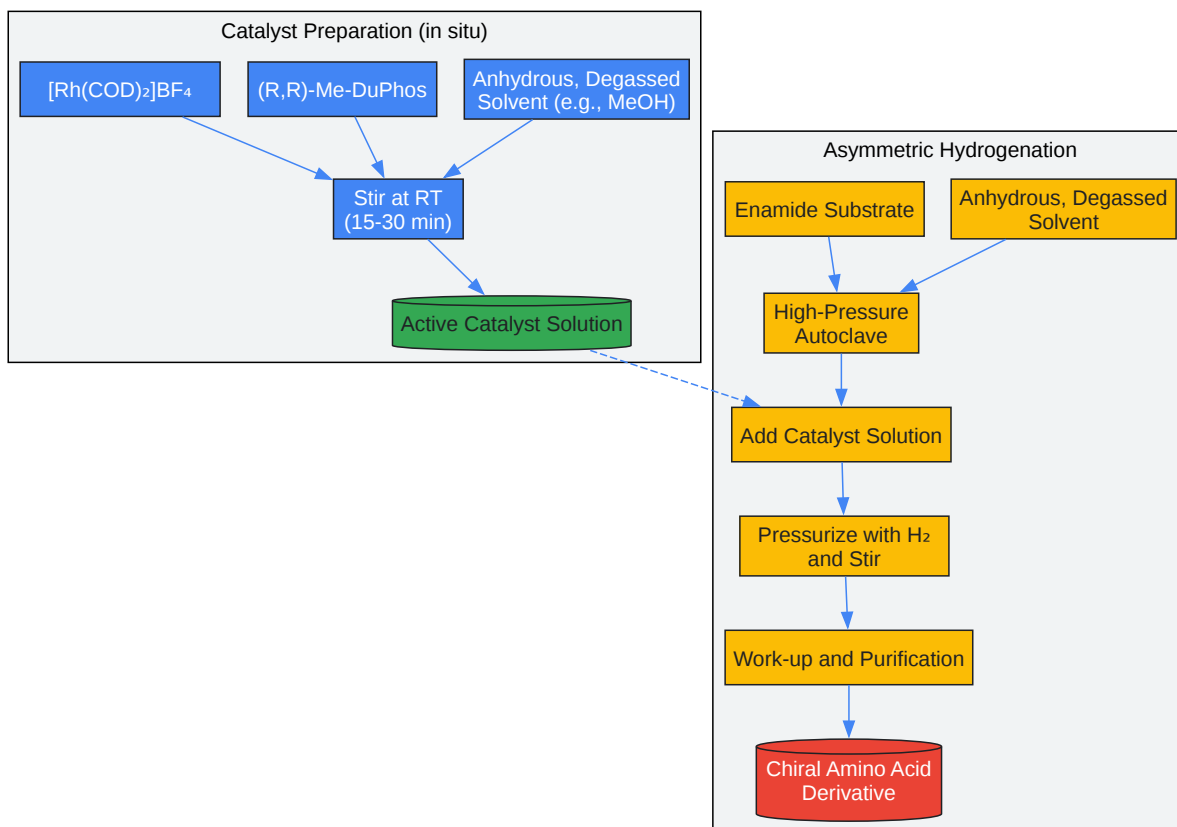 Catalyst Preparation (in situ)
[Rh(COD)₂]BF₄
(R,R)-Me-DuPhos
Anhydrous, Degassed
Solvent (e.g., MeOH)
Stir at RT
(15-30 min)
Active Catalyst Solution
Asymmetric Hydrogenation
Enamide Substrate
Anhydrous, Degassed
Solvent
High-Pressure
Autoclave
Add Catalyst Solution
Pressurize with H₂
and Stir
Work-up and Purification
Chiral Amino Acid
Derivative